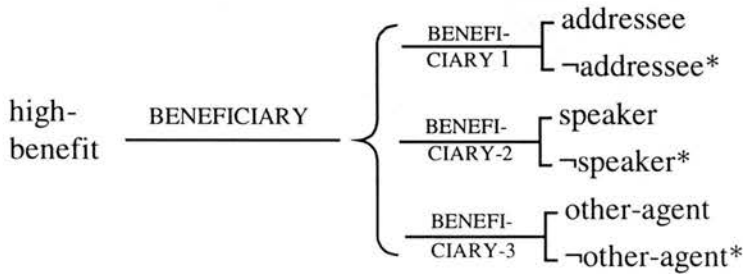 high-
benefit
BENEFICIARY
BENEFI-
CIARY 1
addressee
¬addressee*
BENEFI-
CIARY-2
speaker
¬speaker*
BENEFI-
CIARY-3
other-agent
¬other-agent*